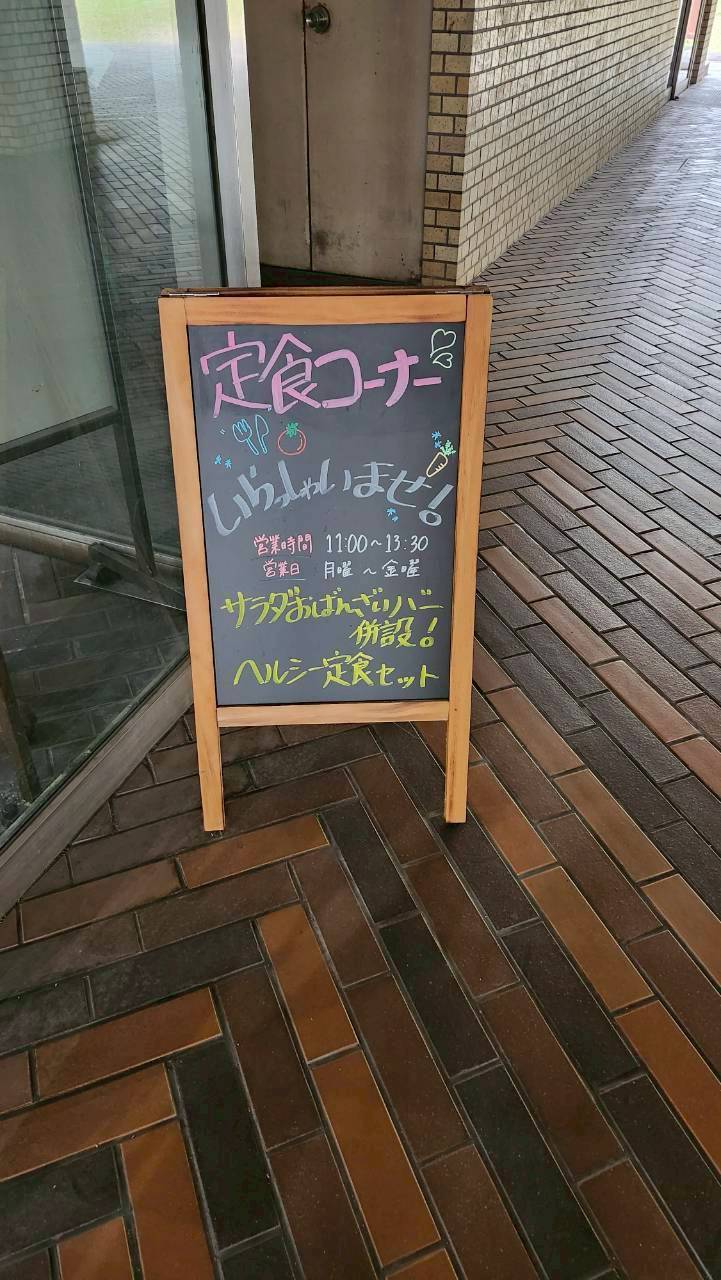 定食コーナー
いらっしゃいませ!
営業時間 11:00～13:30
営業日 月曜～金曜
サラダおばんざいバー
併設!
ヘルシー定食セット